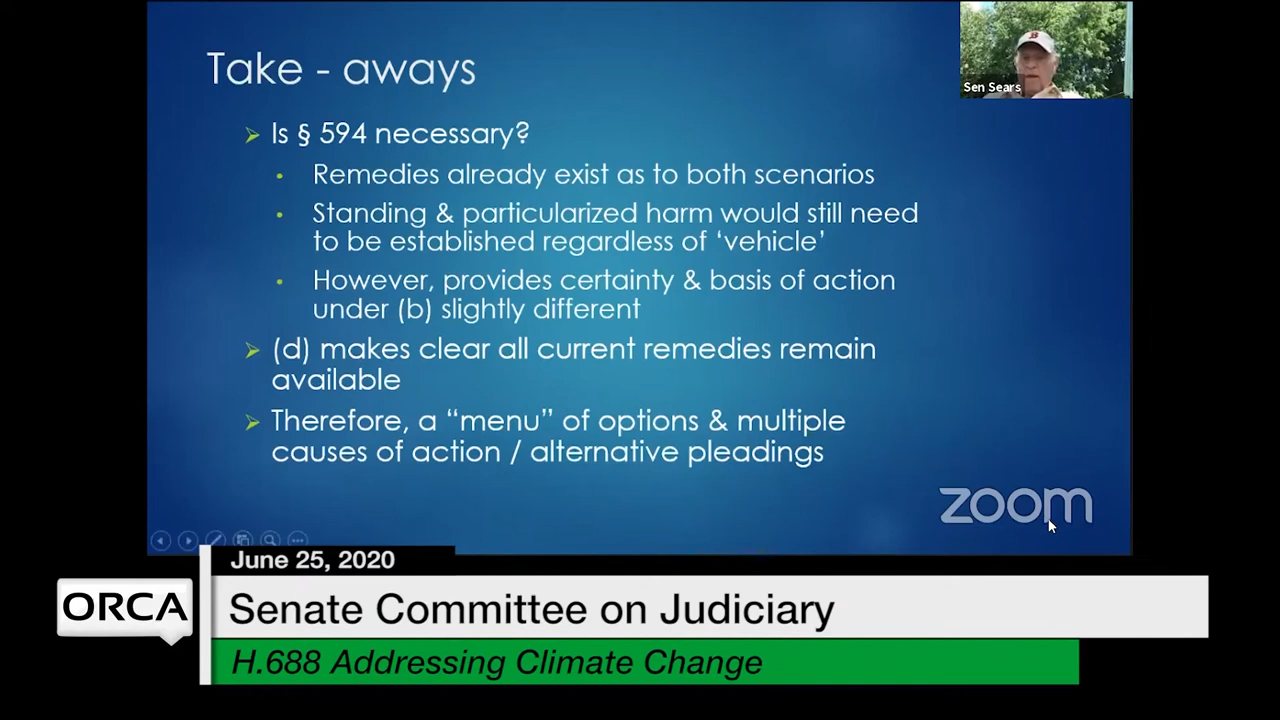 Take - aways
Sen Sears
Is § 594 necessary?
Remedies already exist as to both scenarios
Standing & particularized harm would still need
to be established regardless of ‘vehicle’
However, provides certainty & basis of action
under (b) slightly different
(d) makes clear all current remedies remain
available
Therefore, a “menu” of options & multiple
causes of action / alternative pleadings
zoom
June 25, 2020
ORCA
Senate Committee on Judiciary
H.688 Addressing Climate Change